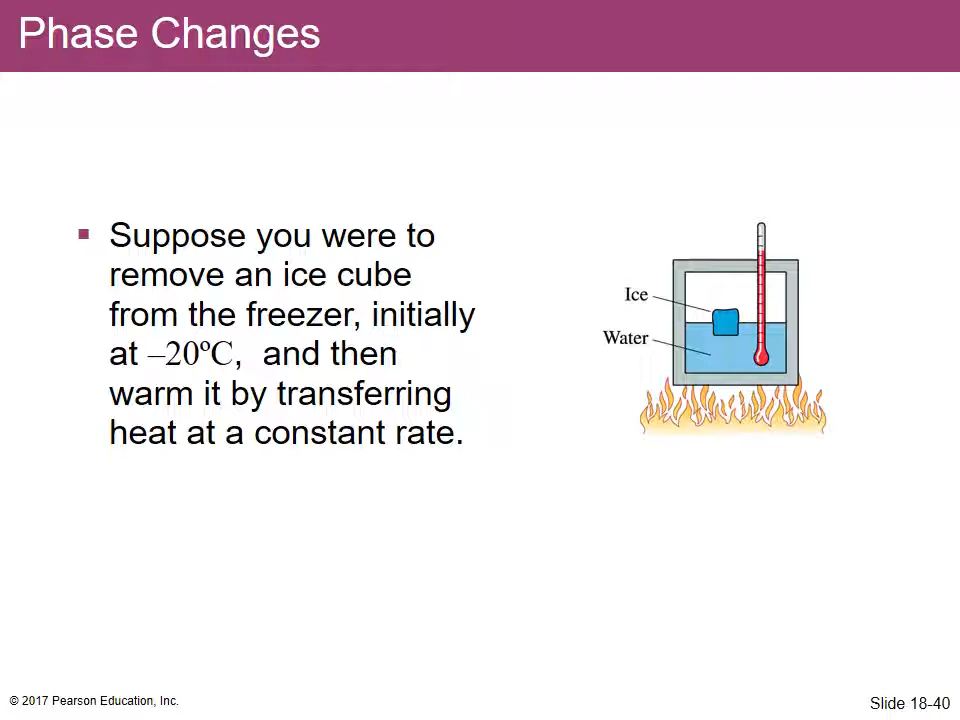 Phase Changes
▪ Suppose you were to
remove an ice cube
from the freezer, initially
at –20ºC, and then
warm it by transferring
heat at a constant rate.
Ice
Water
© 2017 Pearson Education, Inc.
Slide 18-40